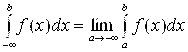 ∫_{-∞}^{b} f(x)dx = lim_{a→-∞} ∫_{a}^{b} f(x)dx